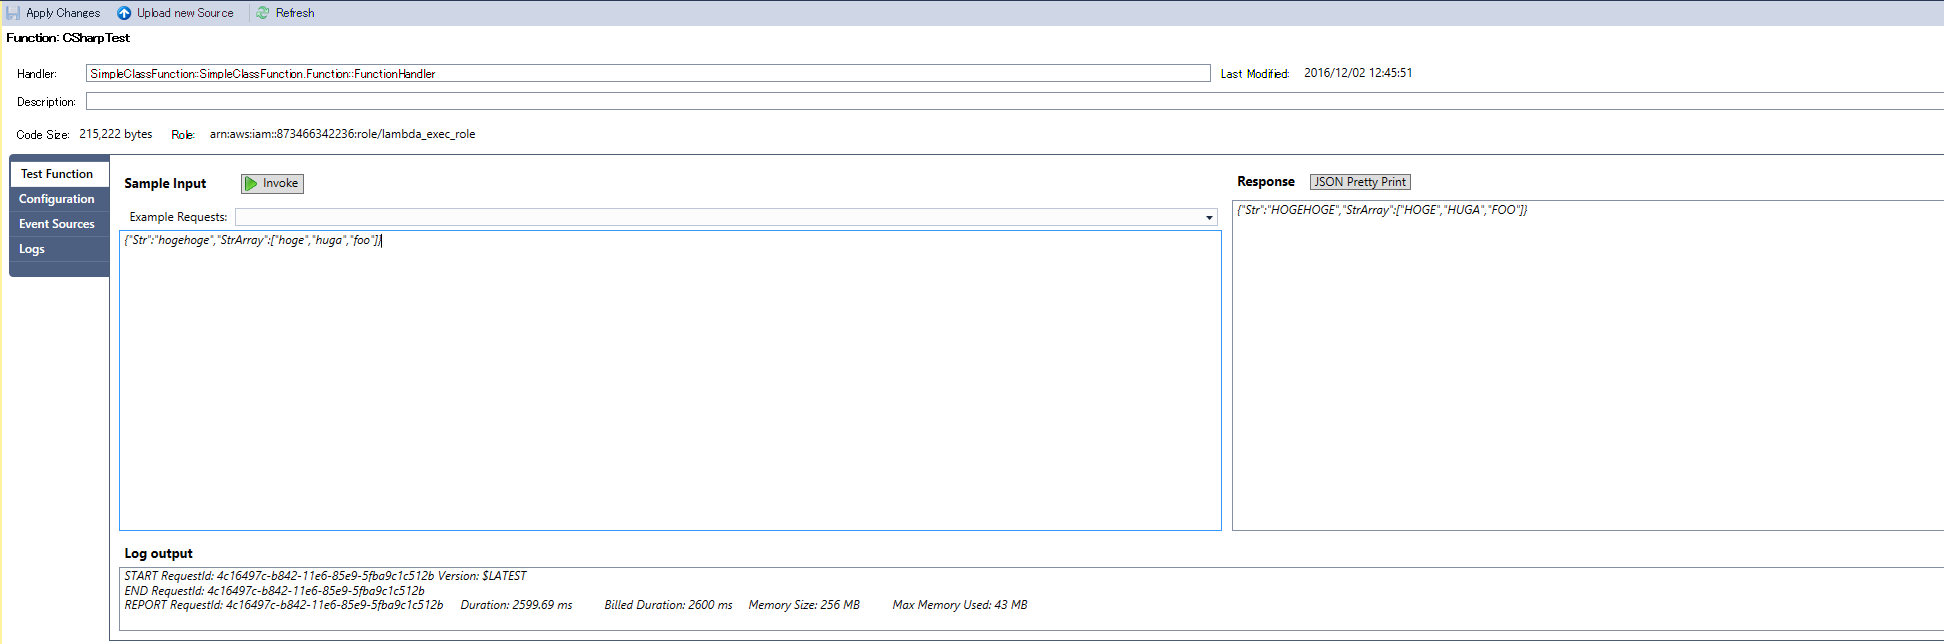 Apply Changes Upload new Source Refresh
Function: CSharpTest
Handler: SimpleClassFunction::SimpleClassFunction.Function::FunctionHandler Last Modified: 2016/12/02 12:45:51
Description:
Code Size: 215,222 bytes Role: arn:aws:iam::873466342236:role/lambda_exec_role
Test Function
Configuration
Event Sources
Logs
Sample Input Invoke
Example Requests:
{"Str":"hogehoge","StrArray":["hoge","huga","foo"]}
Response JSON Pretty Print
{"Str":"HOGEHOGE","StrArray":["HOGE","HUGA","FOO"]}
Log output
START RequestId: 4c16497c-b842-11e6-85e9-5fba9c1c512b Version: $LATEST
END RequestId: 4c16497c-b842-11e6-85e9-5fba9c1c512b
REPORT RequestId: 4c16497c-b842-11e6-85e9-5fba9c1c512b Duration: 2599.69 ms Billed Duration: 2600 ms Memory Size: 256 MB Max Memory Used: 43 MB